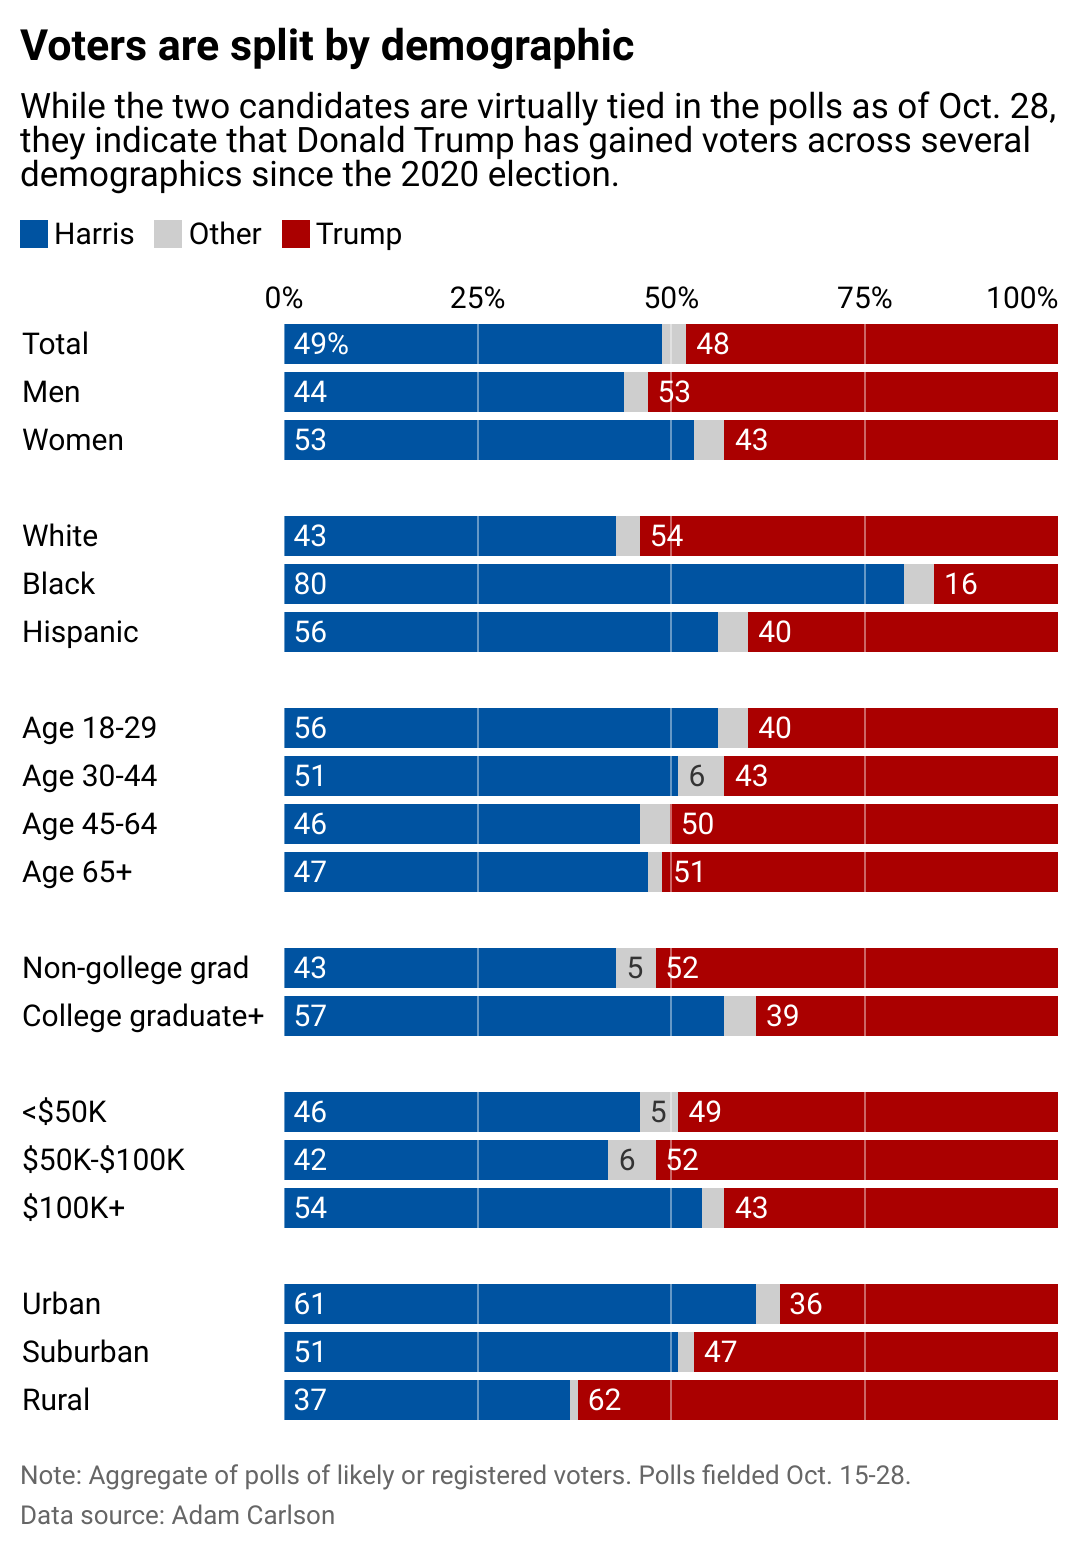 Voters are split by demographic
While the two candidates are virtually tied in the polls as of Oct. 28,
they indicate that Donald Trump has gained voters across several
demographics since the 2020 election.
Harris Other Trump
0% 25% 50% 75% 100%
Total 49% 48
Men 44 53
Women 53 43
White 43 54
Black 80 16
Hispanic 56 40
Age 18-29 56 40
Age 30-44 51 6 43
Age 45-64 46 50
Age 65+ 47 51
Non-gollege grad 43 5 52
College graduate+ 57 39
<$50K 46 5 49
$50K-$100K 42 6 52
$100K+ 54 43
Urban 61 36
Suburban 51 47
Rural 37 62
Note: Aggregate of polls of likely or registered voters. Polls fielded Oct. 15-28.
Data source: Adam Carlson